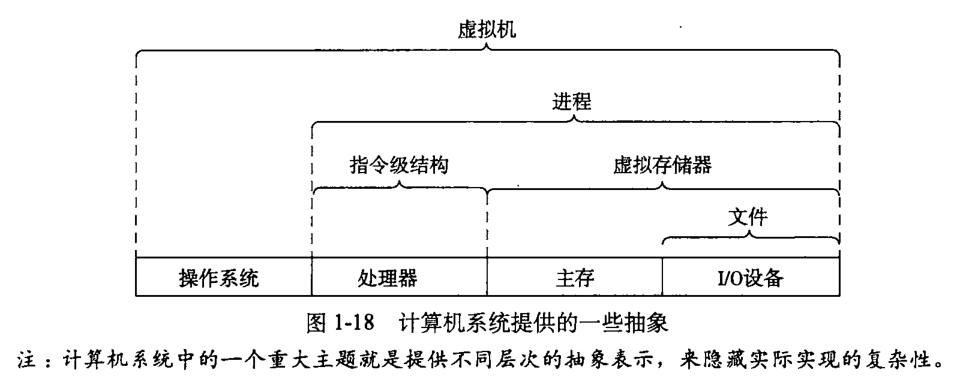 虚拟机
进程
指令级结构 虚拟存储器
文件
操作系统 处理器 主存 I/O设备
图 1-18 计算机系统提供的一些抽象
注：计算机系统中的一个重大主题就是提供不同层次的抽象表示，来隐藏实际实现的复杂性。